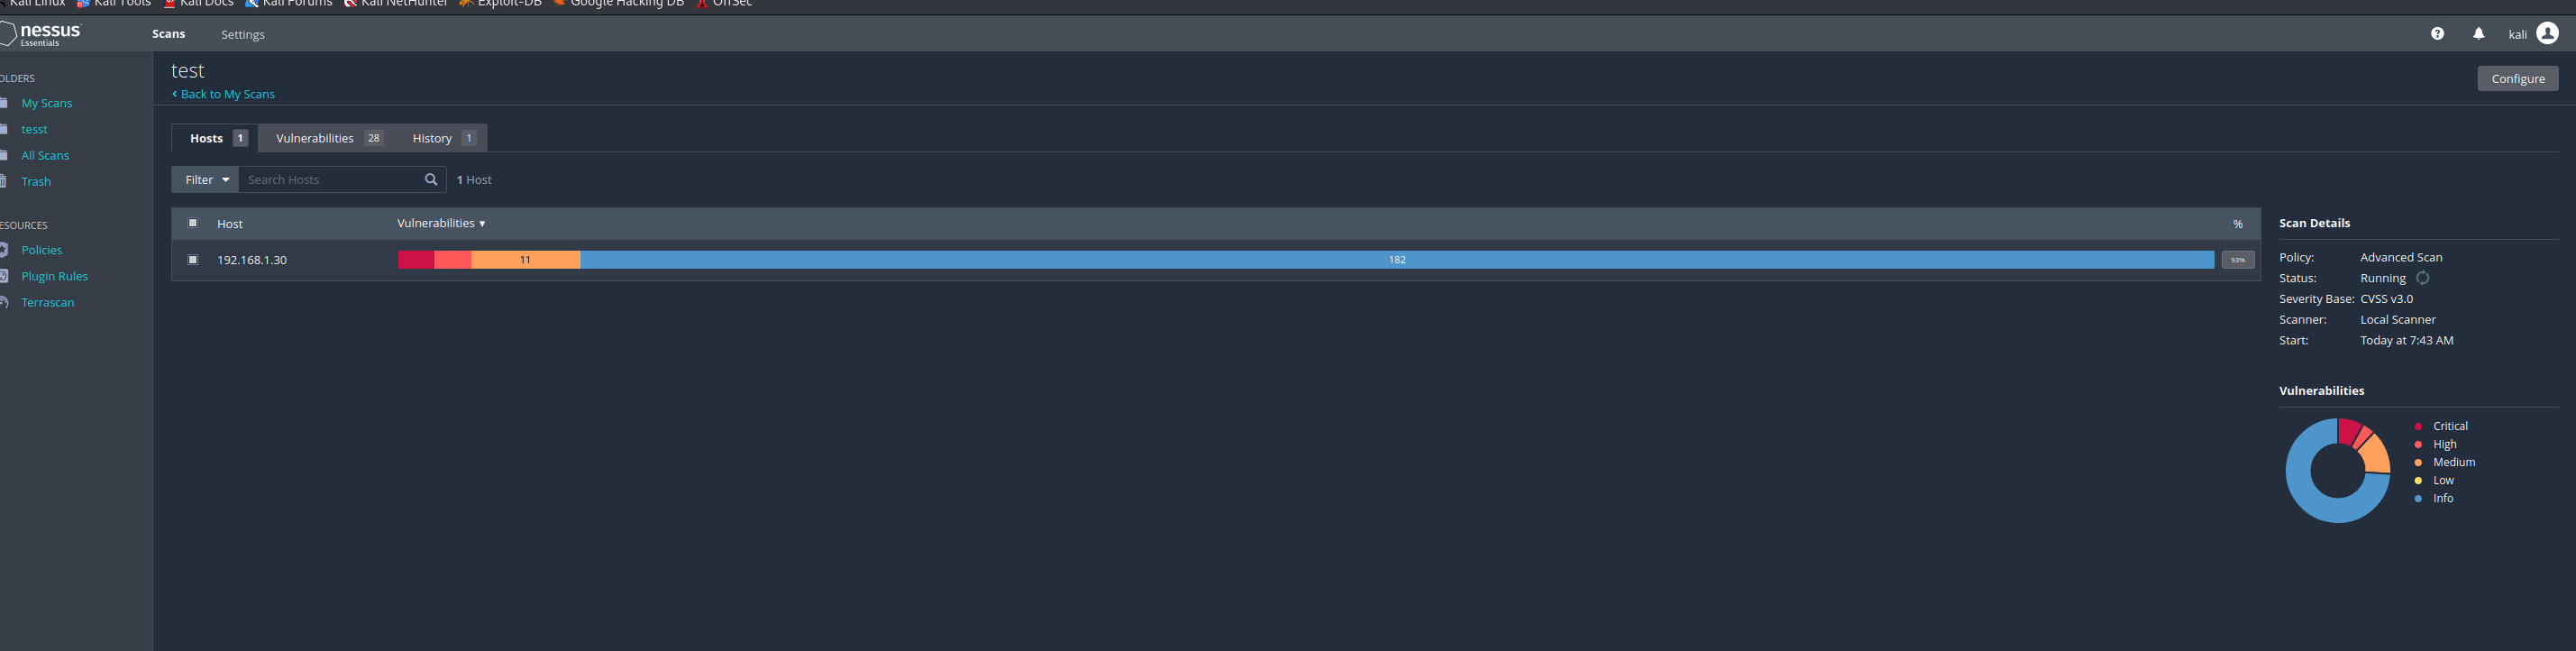 Kali Linux Kali Tools Kali Docs Kali Forums Kali NetHunter Exploit-DB Google Hacking DB OffSec
nessus
Essentials
Scans Settings
kali
OLDERS
My Scans
tesst
All Scans
Trash
ESOURCES
Policies
Plugin Rules
Terrascan
test
Back to My Scans
Configure
Hosts 1 Vulnerabilities 28 History 1
Filter Search Hosts 1 Host
Host Vulnerabilities %
192.168.1.30 11 182 93%
Scan Details
Policy: Advanced Scan
Status: Running
Severity Base: CVSS v3.0
Scanner: Local Scanner
Start: Today at 7:43 AM
Vulnerabilities
Critical
High
Medium
Low
Info